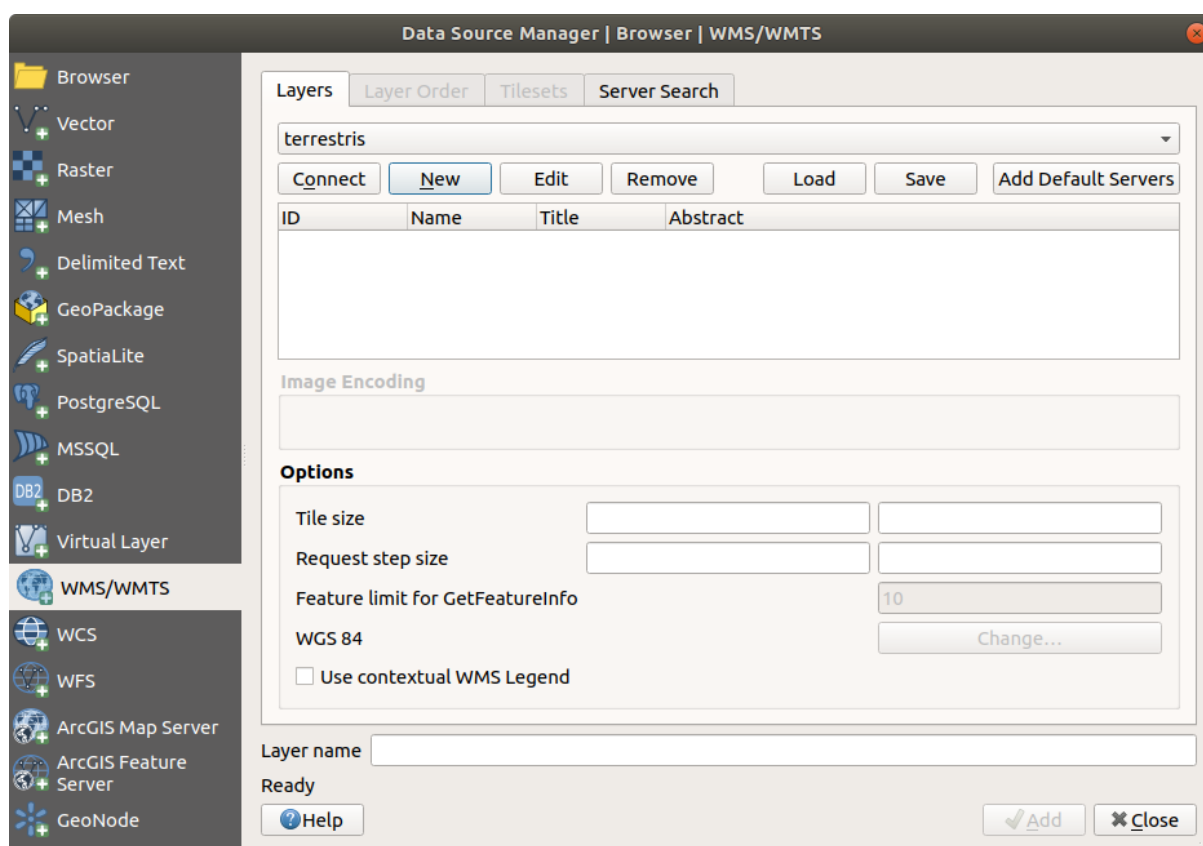 Data Source Manager | Browser | WMS/WMTS
Browser
Vector
Raster
Mesh
Delimited Text
GeoPackage
SpatiaLite
PostgreSQL
MSSQL
DB2 DB2
Virtual Layer
WMS/WMTS
WCS
WFS
ArcGIS Map Server
ArcGIS Feature
Server
GeoNode
Layers Layer Order Tilesets Server Search
terrestris
Connect New Edit Remove Load Save Add Default Servers
ID Name Title Abstract
Image Encoding
Options
Tile size
Request step size
Feature limit for GetFeatureInfo 10
WGS 84 Change...
Use contextual WMS Legend
Layer name
Ready
Help Add Close